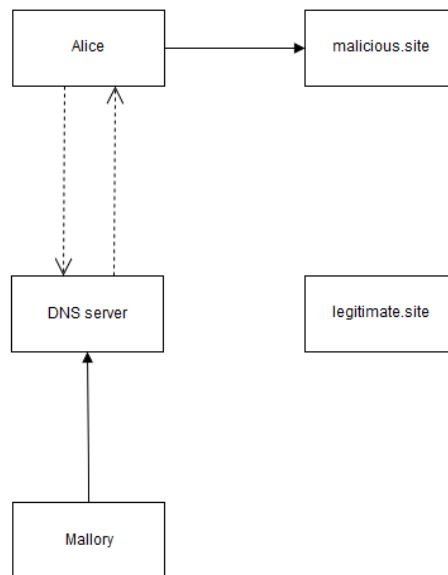 Alice
malicious.site
DNS server
legitimate.site
Mallory